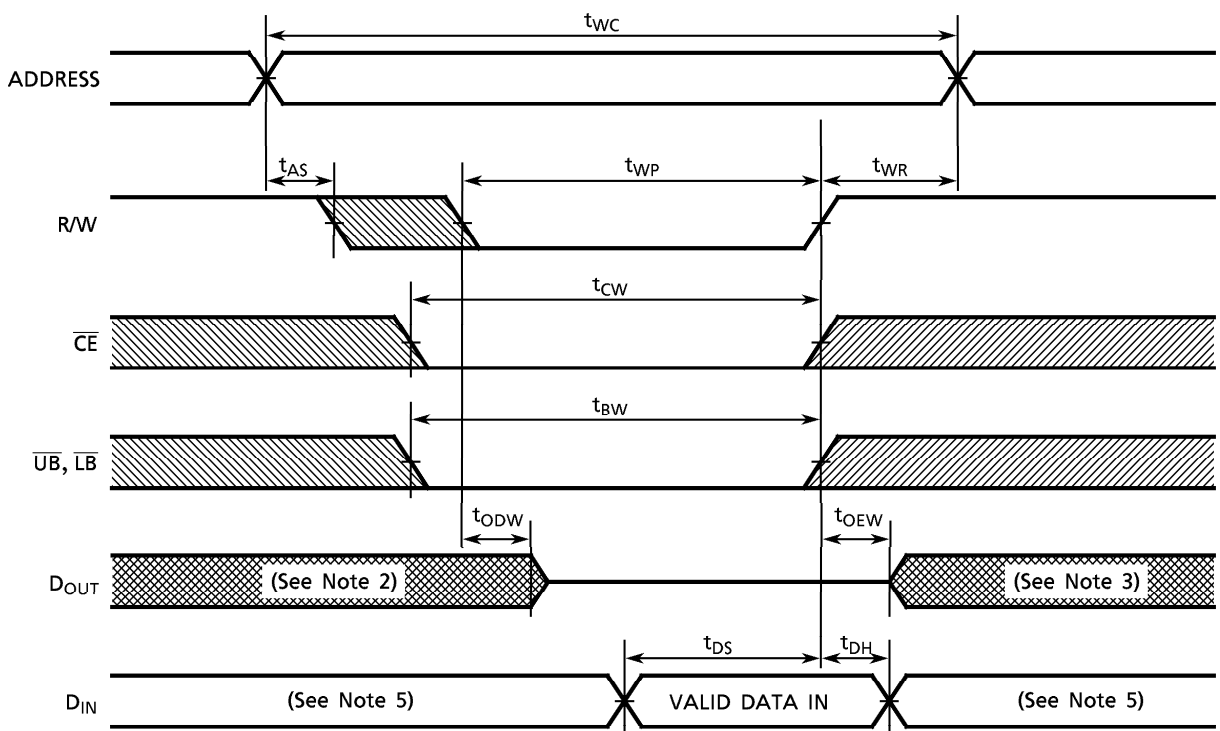 tWC
ADDRESS
tAS
tWP
tWR
R/W
tCW
CE
tBW
UB, LB
tODW
tOEW
DOUT
(See Note 2)
(See Note 3)
tDS
tDH
DIN
(See Note 5)
VALID DATA IN
(See Note 5)